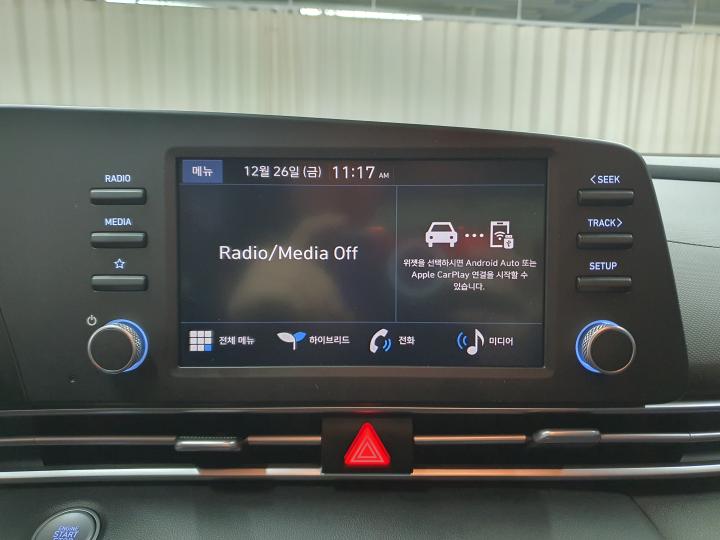 RADIO
MEDIA
☆
메뉴
12월 26일 (금) 11:17 AM
Radio/Media Off
위젯을 선택하시면 Android Auto 또는
Apple CarPlay 연결을 시작할 수
있습니다.
전체 메뉴
하이브리드
전화
미디어
<SEEK
TRACK>
SETUP
ENGINE
START
STOP